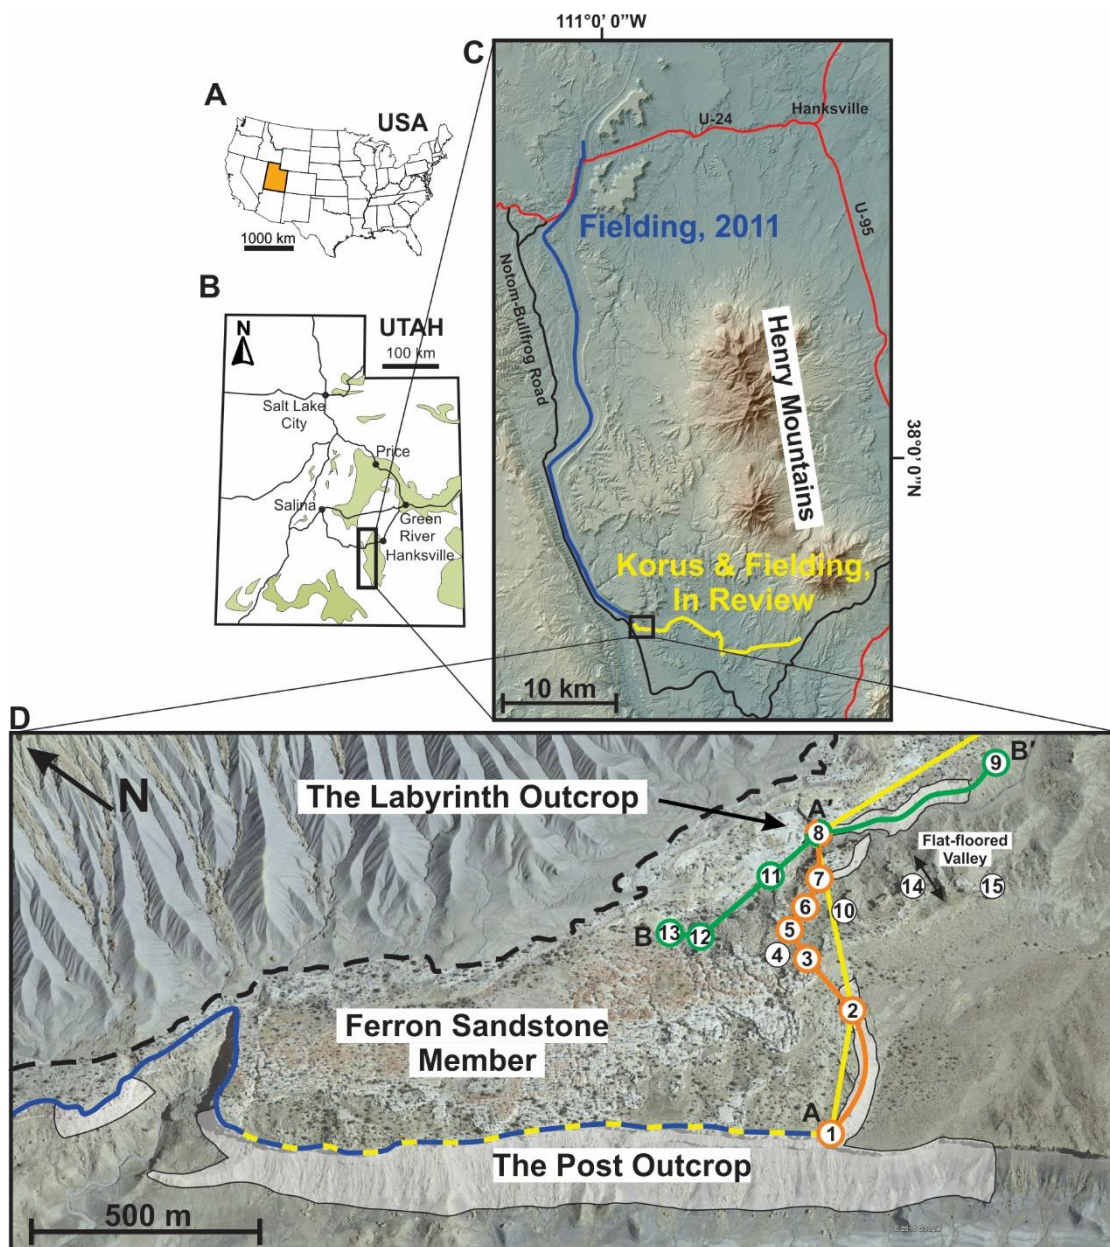 111°0' 0"W
A
USA
1000 km
B
N
UTAH
100 km
Salt Lake
City
Price
Salina
Green
River
Hanksville
C
Hanksville
U-24
U-95
Fielding, 2011
Notom-Bullfrog Road
Henry Mountains
38°0' 0"N
Korus & Fielding,
In Review
10 km
D
N
The Labyrinth Outcrop
A'
8
9
B'
Flat-floored
Valley
11
7
14
15
6
10
B
13
12
5
4
3
2
Ferron Sandstone
Member
A
1
The Post Outcrop
500 m